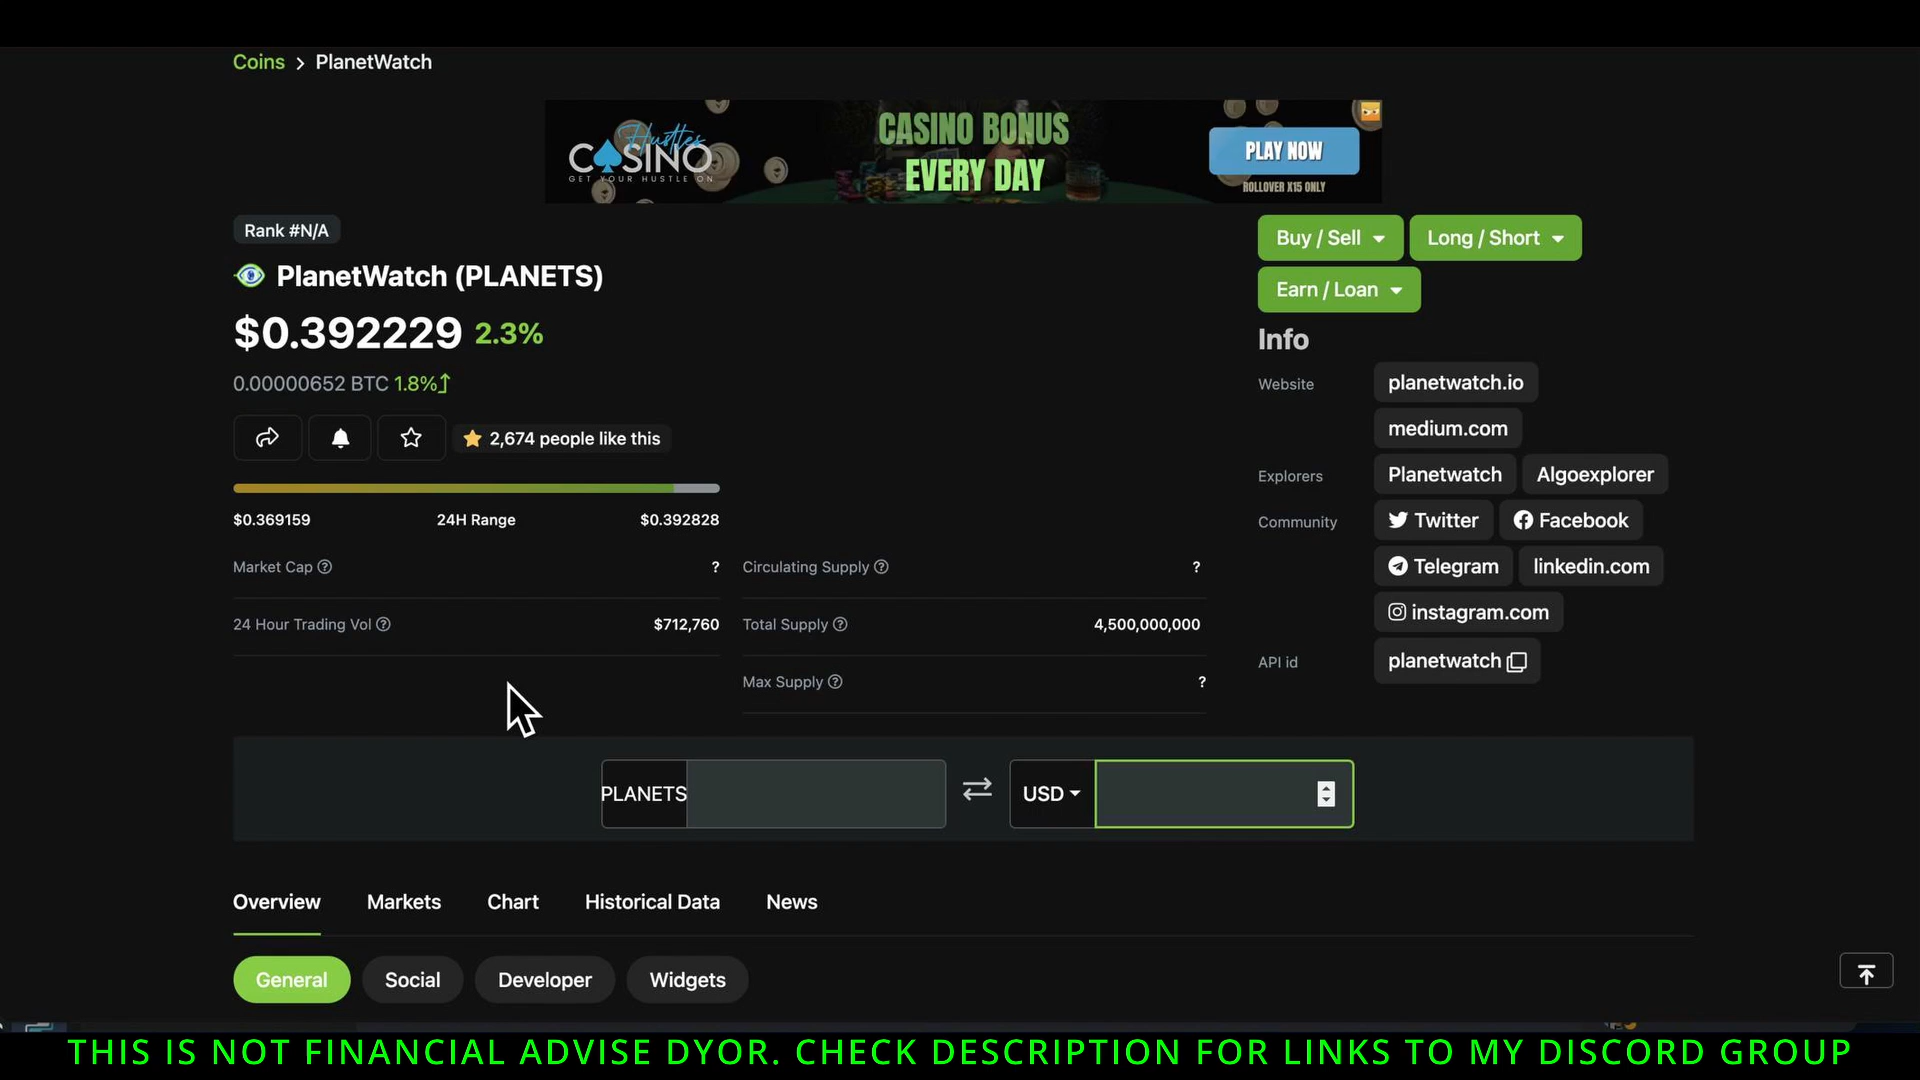 Coins > PlanetWatch
Hustles
CASINO
GET YOUR HUSTLE ON
CASINO BONUS
EVERY DAY
PLAY NOW
ROLLOVER X15 ONLY
Rank #N/A
PlanetWatch (PLANETS)
$0.392229 2.3%
0.00000652 BTC 1.8%
2,674 people like this
$0.369159 24H Range $0.392828
Market Cap ?
24 Hour Trading Vol $712,760
Circulating Supply ?
Total Supply 4,500,000,000
Max Supply ?
Buy / Sell Long / Short
Earn / Loan
Info
Website planetwatch.io
medium.com
Explorers Planetwatch Algoexplorer
Community Twitter Facebook
Telegram linkedin.com
instagram.com
API id planetwatch
PLANETS USD
Overview Markets Chart Historical Data News
General Social Developer Widgets
THIS IS NOT FINANCIAL ADVISE DYOR. CHECK DESCRIPTION FOR LINKS TO MY DISCORD GROUP